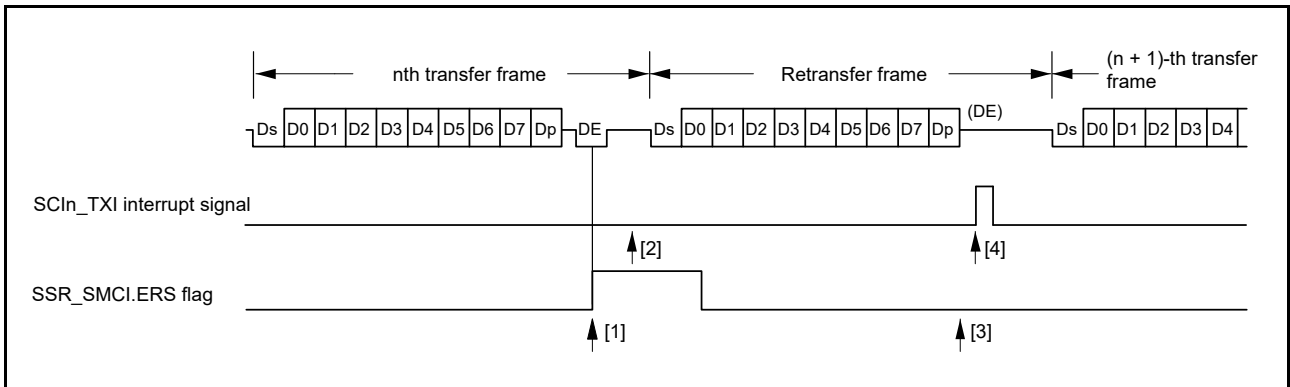 nth transfer frame
Retransfer frame
(n + 1)-th transfer
frame
Ds D0 D1 D2 D3 D4 D5 D6 D7 Dp DE Ds D0 D1 D2 D3 D4 D5 D6 D7 Dp (DE) Ds D0 D1 D2 D3 D4
SCIn_TXI interrupt signal
[2] [4]
SSR_SMCI.ERS flag
[1] [3]